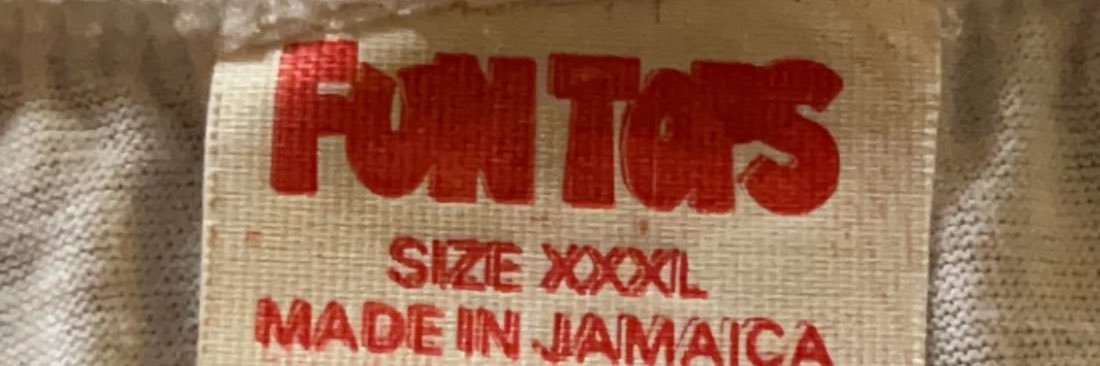 FUN TOPS
SIZE XXXL
MADE IN JAMAICA